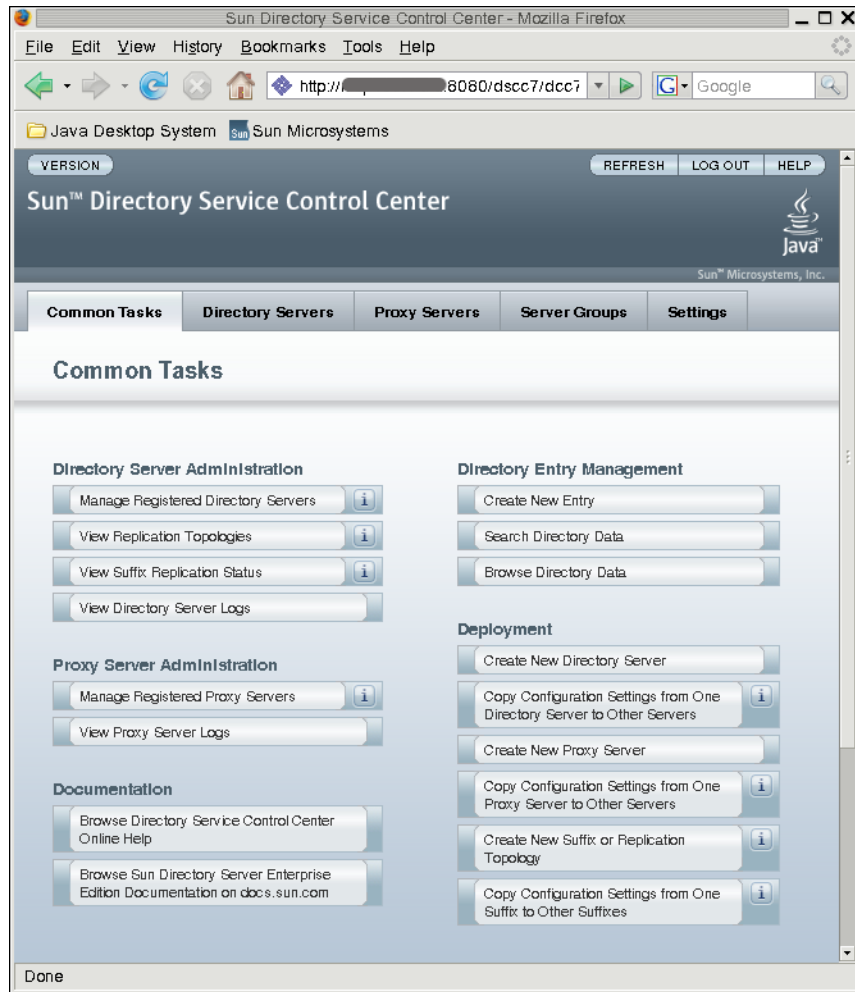 Sun Directory Service Control Center - Mozilla Firefox
File Edit View History Bookmarks Tools Help
http:// :8080/dscc7/dcc7
G Google
Java Desktop System Sun Sun Microsystems
VERSION
REFRESH LOG OUT HELP
Sun™ Directory Service Control Center
Java™
Sun™ Microsystems, Inc.
Common Tasks Directory Servers Proxy Servers Server Groups Settings
Common Tasks
Directory Server Administration
Manage Registered Directory Servers i
View Replication Topologies i
View Suffix Replication Status i
View Directory Server Logs
Proxy Server Administration
Manage Registered Proxy Servers i
View Proxy Server Logs
Documentation
Browse Directory Service Control Center
Online Help
Browse Sun Directory Server Enterprise
Edition Documentation on docs.sun.com
Directory Entry Management
Create New Entry
Search Directory Data
Browse Directory Data
Deployment
Create New Directory Server
Copy Configuration Settings from One i
Directory Server to Other Servers
Create New Proxy Server
Copy Configuration Settings from One i
Proxy Server to Other Servers
Create New Suffix or Replication i
Topology
Copy Configuration Settings from One i
Suffix to Other Suffixes
Done